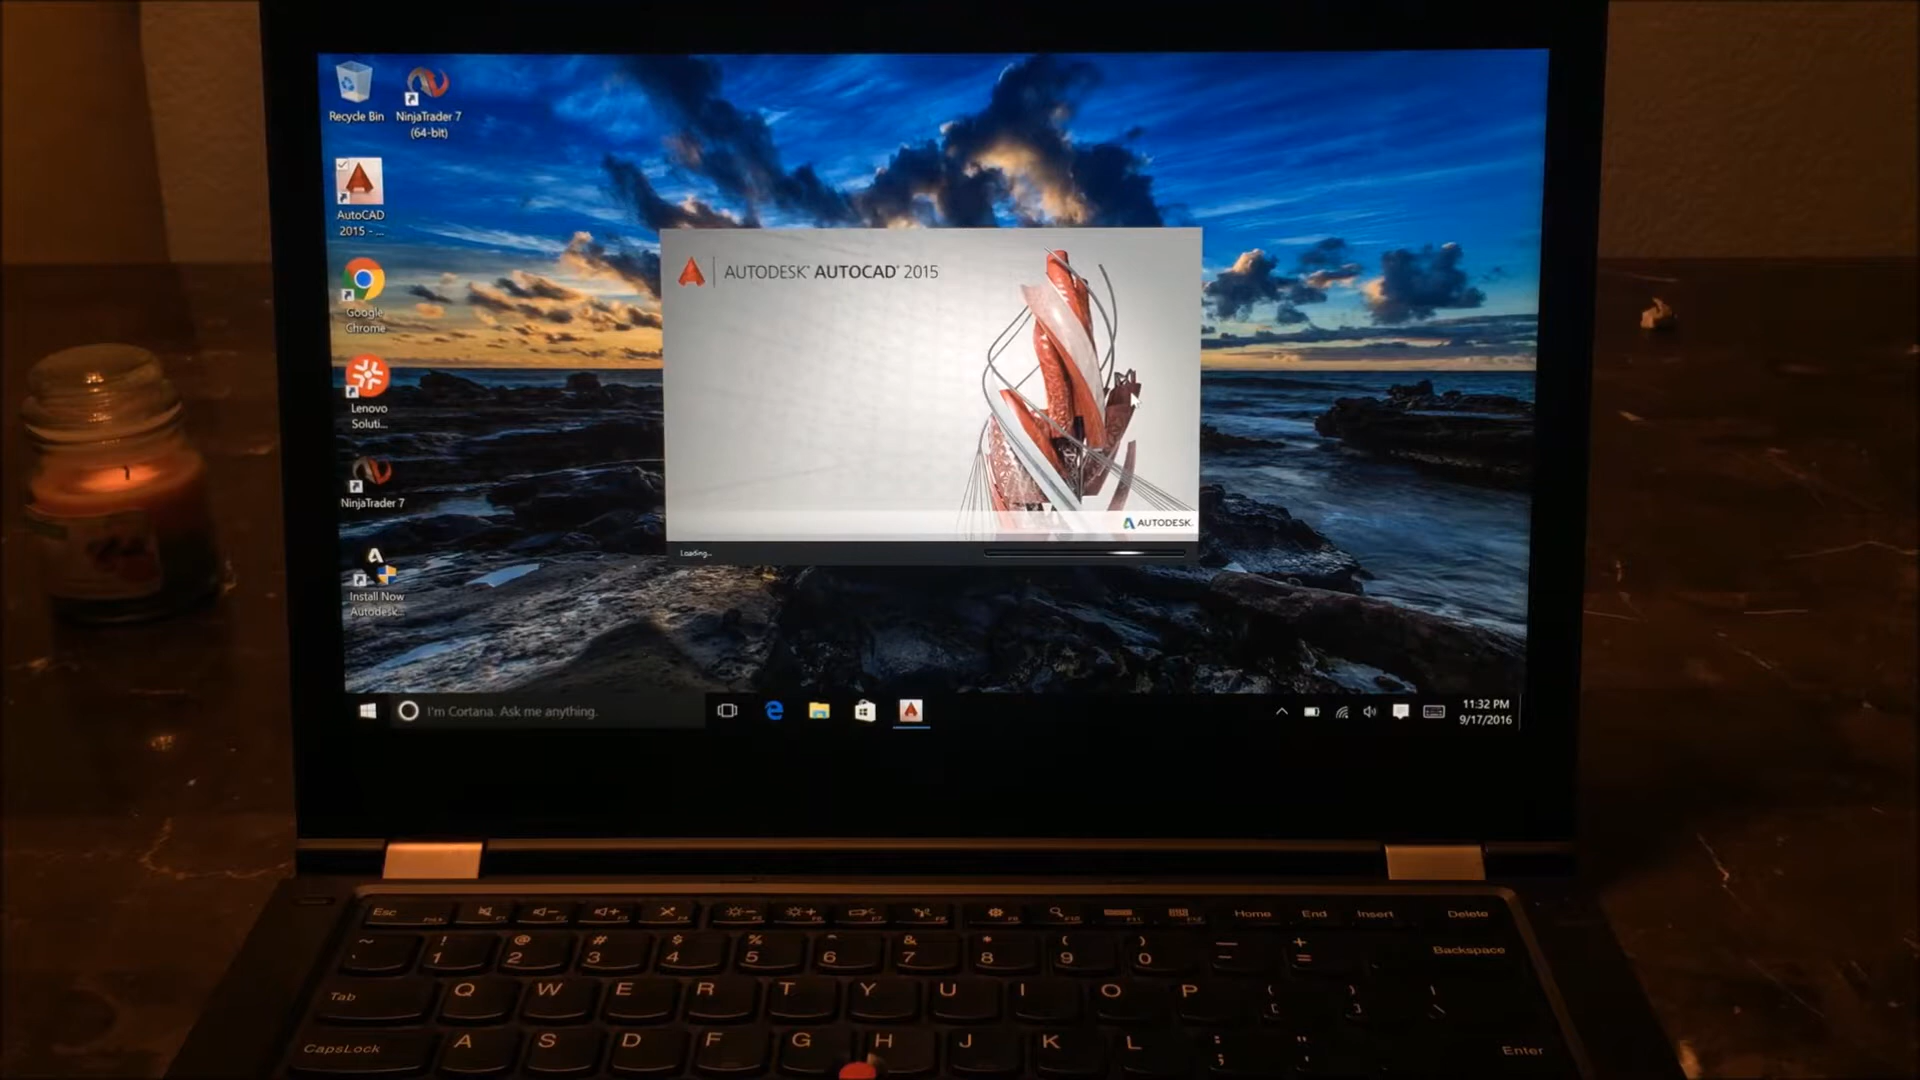 Recycle Bin
NinjaTrader 7
(64-bit)
AutoCAD
2015 - ...
Google
Chrome
Lenovo
Soluti...
NinjaTrader 7
Install Now
Autodesk...
AUTODESK® AUTOCAD® 2015
AUTODESK.
Loading...
I'm Cortana. Ask me anything.
11:32 PM
9/17/2016
Esc
Home End Insert Delete
~ ! @ # $ % ^ & * ( ) — +
` 1 2 3 4 5 6 7 8 9 0 - =
Backspace
Tab Q W E R T Y U I O P
CapsLock A S D F G H J K L : "
; '
Enter